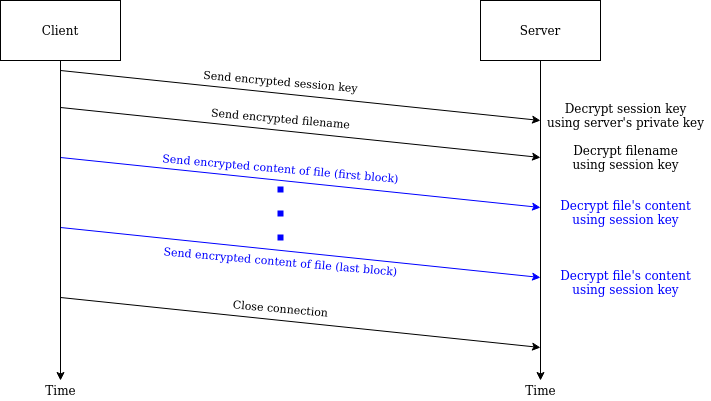 Client
Server
Send encrypted session key
Decrypt session key
using server's private key
Send encrypted filename
Decrypt filename
using session key
Send encrypted content of file (first block)
Decrypt file's content
using session key
Send encrypted content of file (last block)
Decrypt file's content
using session key
Close connection
Time
Time